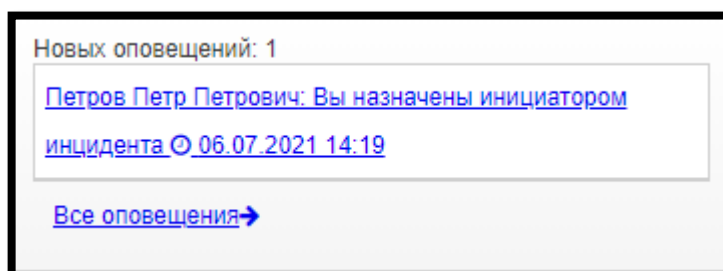 Новых оповещений: 1
Петров Петр Петрович: Вы назначены инициатором
инцидента 06.07.2021 14:19
Все оповещения